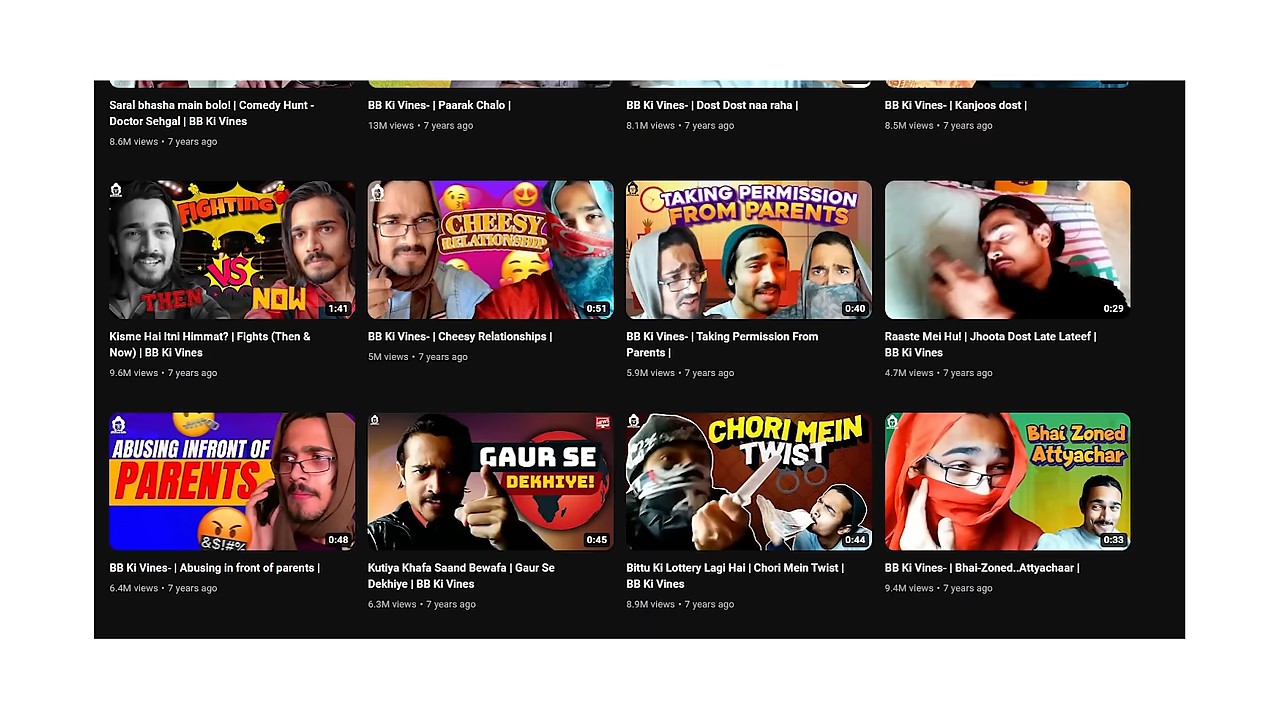 Saral bhasha main bolo! | Comedy Hunt -
Doctor Sehgal | BB Ki Vines
8.6M views • 7 years ago
BB Ki Vines- | Paarak Chalo |
13M views • 7 years ago
BB Ki Vines- | Dost Dost naa raha |
8.1M views • 7 years ago
BB Ki Vines- | Kanjoos dost |
8.5M views • 7 years ago
FIGHTING
VS
THEN
NOW
1:41
Kisme Hai Itni Himmat? | Fights (Then &
Now) | BB Ki Vines
9.6M views • 7 years ago
CHEESY
RELATIONSHIP
0:51
BB Ki Vines- | Cheesy Relationships |
5M views • 7 years ago
TAKING PERMISSION
FROM PARENTS
0:40
BB Ki Vines- | Taking Permission From
Parents |
5.9M views • 7 years ago
0:29
Raaste Mei Hu! | Jhoota Dost Late Lateef |
BB Ki Vines
4.7M views • 7 years ago
ABUSING INFRONT OF
PARENTS
&$!#%
0:48
BB Ki Vines- | Abusing in front of parents |
6.4M views • 7 years ago
GAUR SE
DEKHIYE!
0:45
Kutiya Khafa Saand Bewafa | Gaur Se
Dekhiye | BB Ki Vines
6.3M views • 7 years ago
CHORI MEIN
TWIST
0:44
Bittu Ki Lottery Lagi Hai | Chori Mein Twist |
BB Ki Vines
8.9M views • 7 years ago
Bhai Zoned
Attyachar
0:33
BB Ki Vines- | Bhai-Zoned..Attyachaar |
9.4M views • 7 years ago